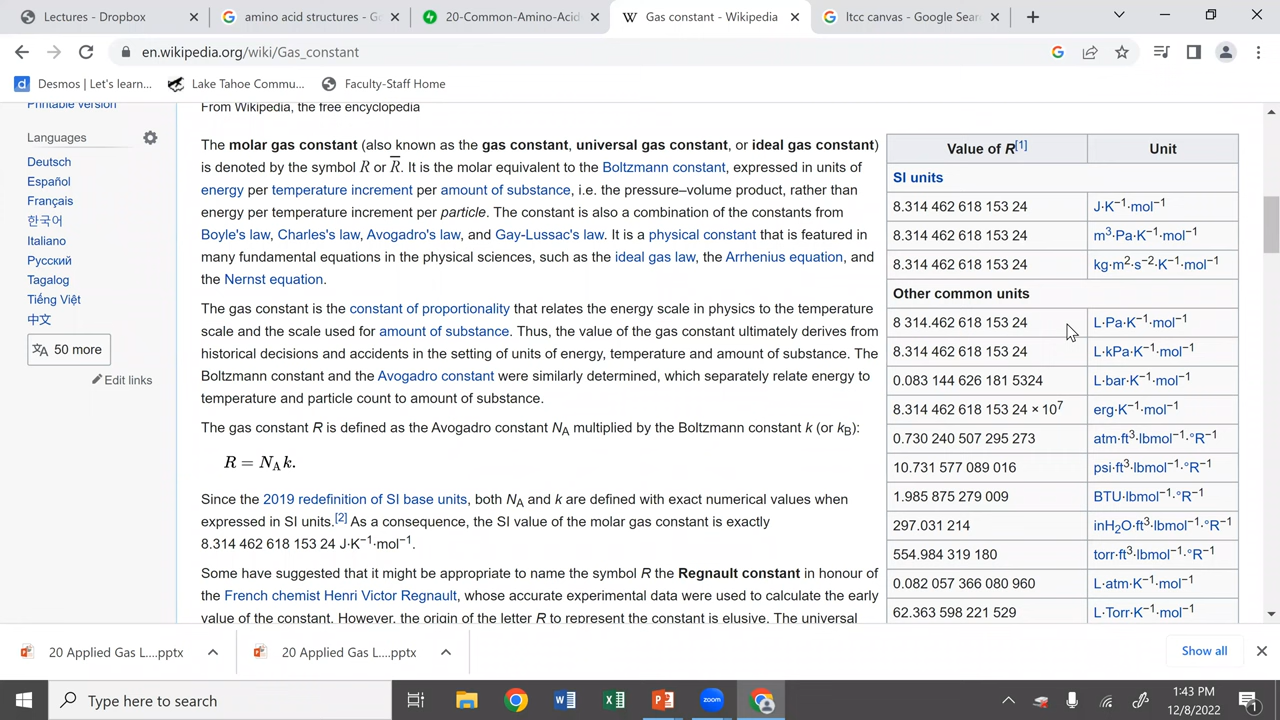 Lectures - Dropbox
amino acid structures - Go
20-Common-Amino-Acid
Gas constant - Wikipedia
ltcc canvas - Google Sear
en.wikipedia.org/wiki/Gas_constant
Desmos | Let's learn...
Lake Tahoe Commu...
Faculty-Staff Home
Printable version
Languages
Deutsch
Español
Français
한국어
Italiano
Русский
Tagalog
Tiếng Việt
中文
50 more
Edit links
From Wikipedia, the free encyclopedia
The molar gas constant (also known as the gas constant, universal gas constant, or ideal gas constant)
is denoted by the symbol R or R̅. It is the molar equivalent to the Boltzmann constant, expressed in units of
energy per temperature increment per amount of substance, i.e. the pressure–volume product, rather than
energy per temperature increment per particle. The constant is also a combination of the constants from
Boyle's law, Charles's law, Avogadro's law, and Gay-Lussac's law. It is a physical constant that is featured in
many fundamental equations in the physical sciences, such as the ideal gas law, the Arrhenius equation, and
the Nernst equation.
The gas constant is the constant of proportionality that relates the energy scale in physics to the temperature
scale and the scale used for amount of substance. Thus, the value of the gas constant ultimately derives from
historical decisions and accidents in the setting of units of energy, temperature and amount of substance. The
Boltzmann constant and the Avogadro constant were similarly determined, which separately relate energy to
temperature and particle count to amount of substance.
The gas constant R is defined as the Avogadro constant N_A multiplied by the Boltzmann constant k (or k_B):
R = N_A k.
Since the 2019 redefinition of SI base units, both N_A and k are defined with exact numerical values when
expressed in SI units.[2] As a consequence, the SI value of the molar gas constant is exactly
8.314 462 618 153 24 J⋅K⁻¹⋅mol⁻¹.
Some have suggested that it might be appropriate to name the symbol R the Regnault constant in honour of
the French chemist Henri Victor Regnault, whose accurate experimental data were used to calculate the early
value of the constant. However, the origin of the letter R to represent the constant is elusive. The universal
Value of R[1] Unit
SI units
8.314 462 618 153 24 J⋅K⁻¹⋅mol⁻¹
8.314 462 618 153 24 m³⋅Pa⋅K⁻¹⋅mol⁻¹
8.314 462 618 153 24 kg⋅m²⋅s⁻²⋅K⁻¹⋅mol⁻¹
Other common units
8 314.462 618 153 24 L⋅Pa⋅K⁻¹⋅mol⁻¹
8.314 462 618 153 24 L⋅kPa⋅K⁻¹⋅mol⁻¹
0.083 144 626 181 5324 L⋅bar⋅K⁻¹⋅mol⁻¹
8.314 462 618 153 24 × 10⁷ erg⋅K⁻¹⋅mol⁻¹
0.730 240 507 295 273 atm⋅ft³⋅lbmol⁻¹⋅°R⁻¹
10.731 577 089 016 psi⋅ft³⋅lbmol⁻¹⋅°R⁻¹
1.985 875 279 009 BTU⋅lbmol⁻¹⋅°R⁻¹
297.031 214 inH₂O⋅ft³⋅lbmol⁻¹⋅°R⁻¹
554.984 319 180 torr⋅ft³⋅lbmol⁻¹⋅°R⁻¹
0.082 057 366 080 960 L⋅atm⋅K⁻¹⋅mol⁻¹
62.363 598 221 529 L⋅Torr⋅K⁻¹⋅mol⁻¹
20 Applied Gas L....pptx
20 Applied Gas L....pptx
Show all
Type here to search
zoom
1:43 PM
12/8/2022
1